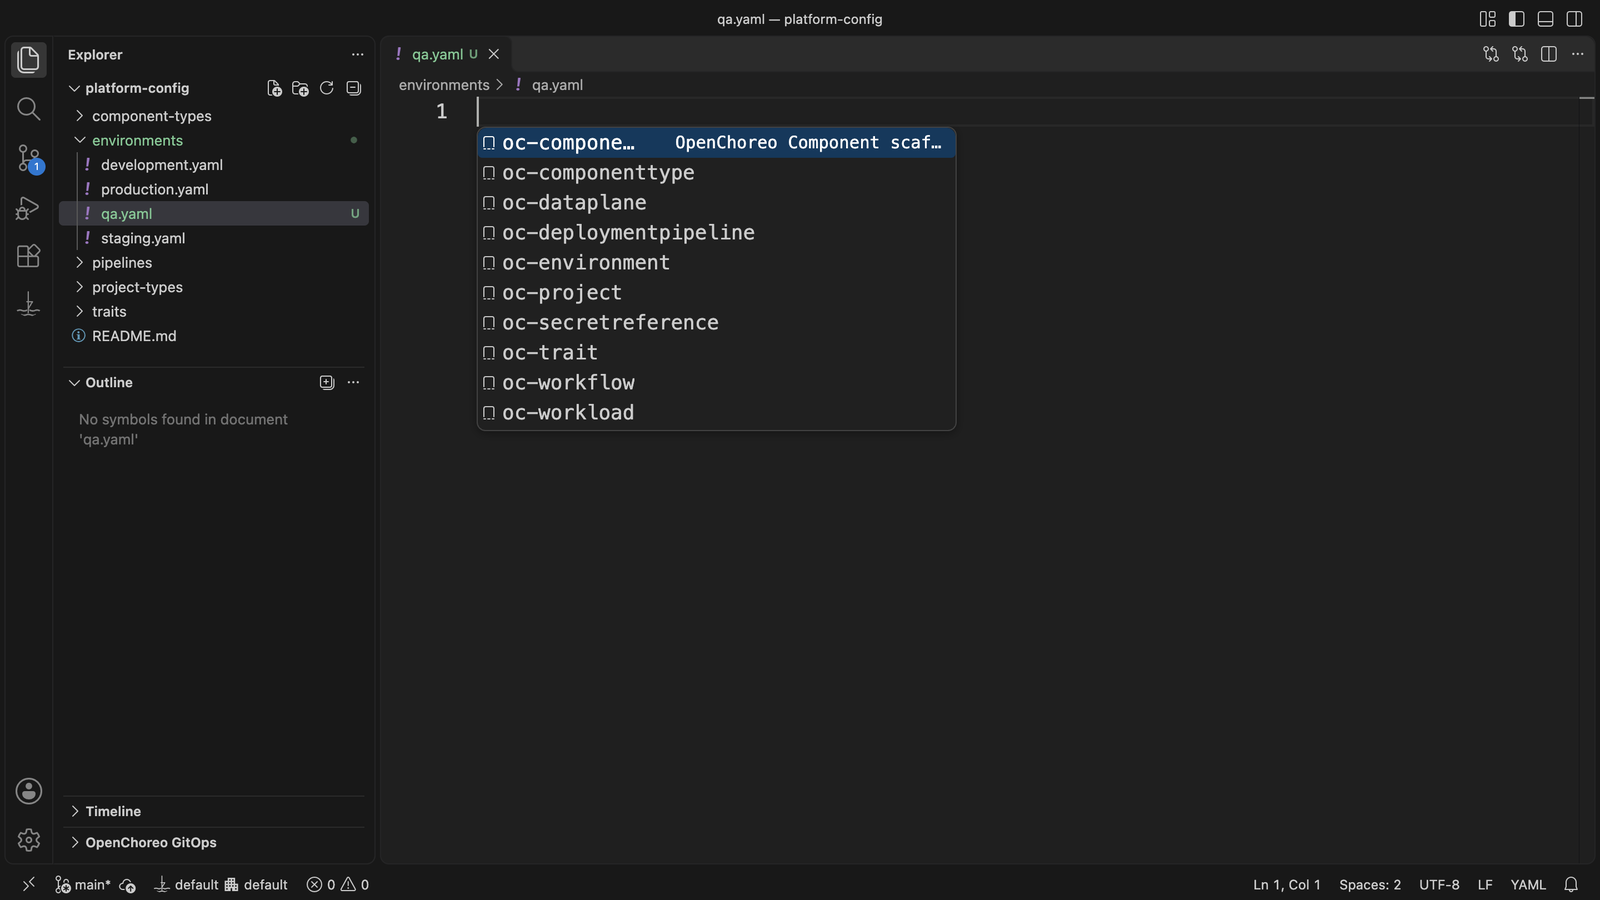 qa.yaml — platform-config
Explorer
platform-config
component-types
environments
! development.yaml
! production.yaml
! qa.yaml U
! staging.yaml
pipelines
project-types
traits
README.md
Outline
No symbols found in document
'qa.yaml'
Timeline
OpenChoreo GitOps
1
! qa.yaml U
environments > ! qa.yaml
1
oc-compone… OpenChoreo Component scaf…
oc-componenttype
oc-dataplane
oc-deploymentpipeline
oc-environment
oc-project
oc-secretreference
oc-trait
oc-workflow
oc-workload
main* default default 0 0
Ln 1, Col 1 Spaces: 2 UTF-8 LF YAML